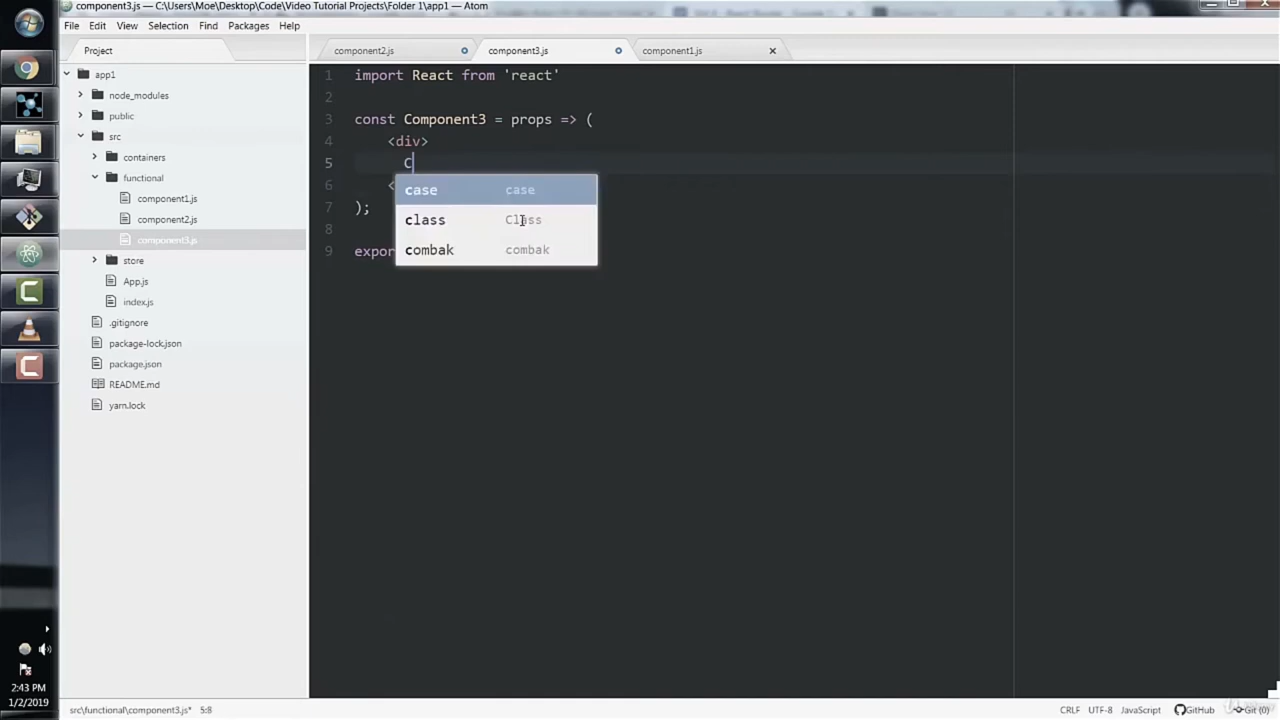 component3.js — C:\Users\Moe\Desktop\Code\Video Tutorial Projects\Folder 1\app1 — Atom
File Edit View Selection Find Packages Help
Project
component2.js component3.js component1.js
app1
node_modules
public
src
containers
functional
component1.js
component2.js
component3.js
store
App.js
index.js
.gitignore
package-lock.json
package.json
README.md
yarn.lock
1 import React from 'react'
2
3 const Component3 = props => (
4 <div>
5 C
6 <
7 );
8
9 expor
case case
class Class
combak combak
2:43 PM
1/2/2019
src\functional\component3.js* 5:8
CRLF UTF-8 JavaScript GitHub Git (0)